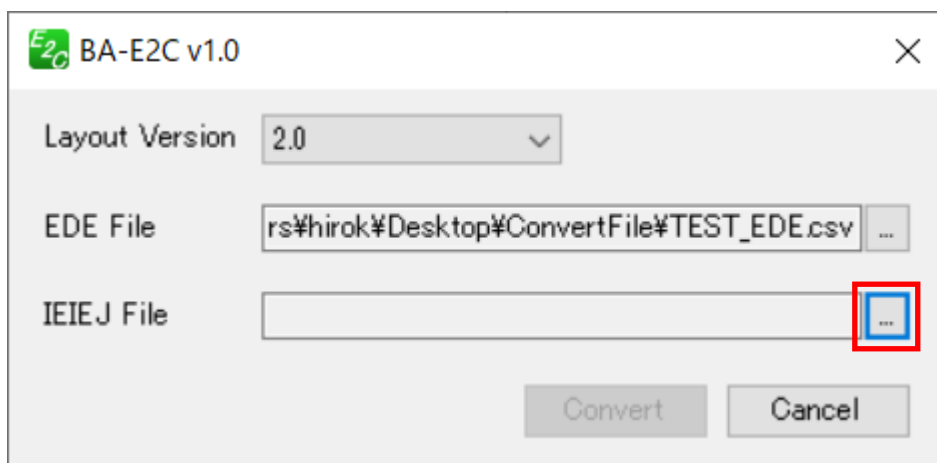 E2C BA-E2C v1.0
Layout Version 2.0
EDE File rs¥hirok¥Desktop¥ConvertFile¥TEST_EDE.csv ...
IEIEJ File ...
Convert Cancel